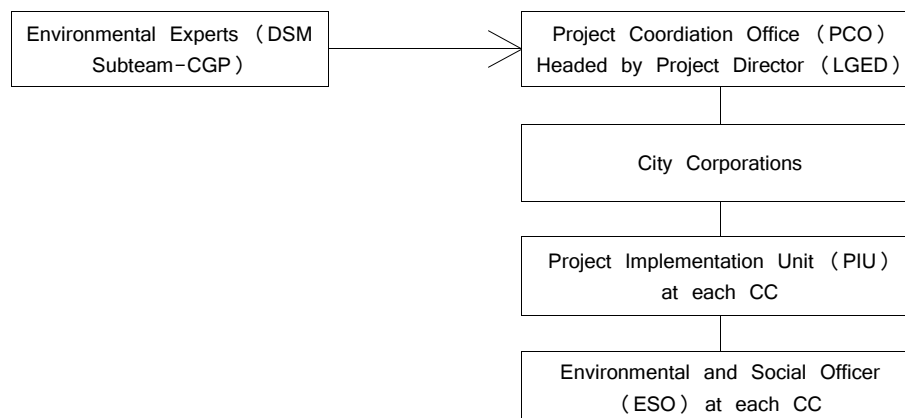 Environmental Experts (DSM
Subteam-CGP)
Project Coordiation Office (PCO)
Headed by Project Director (LGED)
City Corporations
Project Implementation Unit (PIU)
at each CC
Environmental and Social Officer
(ESO) at each CC